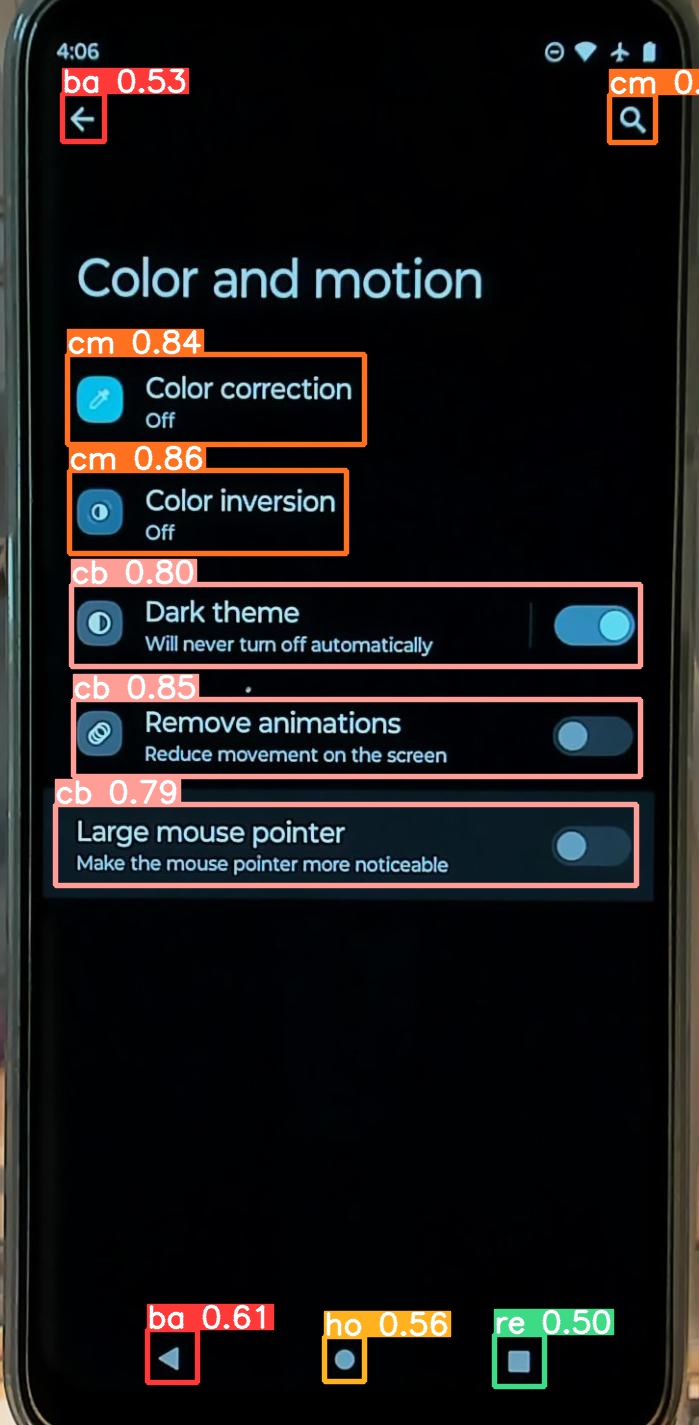 4:06
ba 0.53
cm 0.
Color and motion
cm 0.84
Color correction
Off
cm 0.86
Color inversion
Off
cb 0.80
Dark theme
Will never turn off automatically
cb 0.85
Remove animations
Reduce movement on the screen
cb 0.79
Large mouse pointer
Make the mouse pointer more noticeable
ba 0.61
ho 0.56
re 0.50